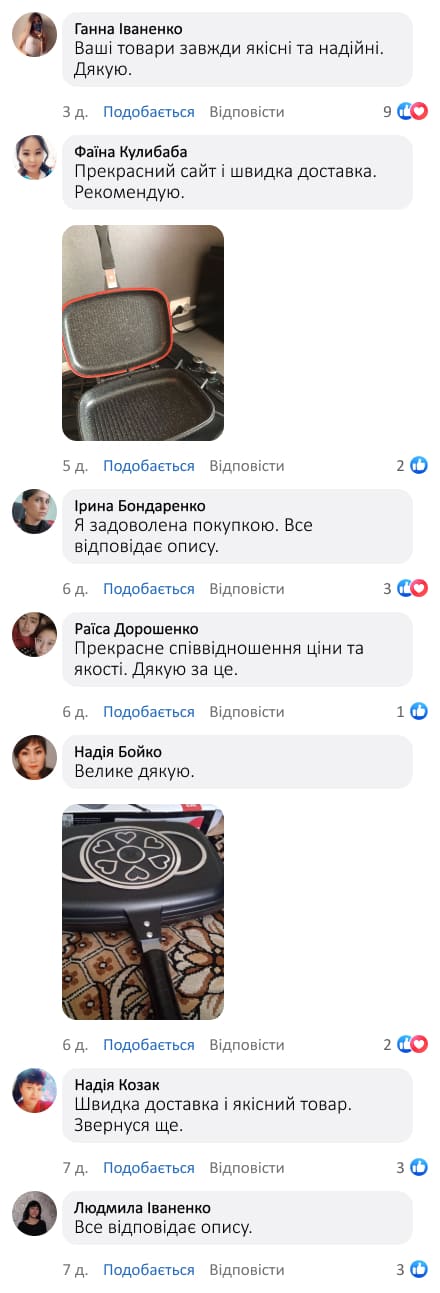 Ганна Іваненко
Ваші товари завжди якісні та надійні.
Дякую.
3 д. Подобається Відповісти 9
Фаїна Кулибаба
Прекрасний сайт і швидка доставка.
Рекомендую.
5 д. Подобається Відповісти 2
Ірина Бондаренко
Я задоволена покупкою. Все
відповідає опису.
6 д. Подобається Відповісти 3
Раїса Дорошенко
Прекрасне співвідношення ціни та
якості. Дякую за це.
6 д. Подобається Відповісти 1
Надія Бойко
Велике дякую.
6 д. Подобається Відповісти 2
Надія Козак
Швидка доставка і якісний товар.
Звернуся ще.
7 д. Подобається Відповісти 3
Людмила Іваненко
Все відповідає опису.
7 д. Подобається Відповісти 3